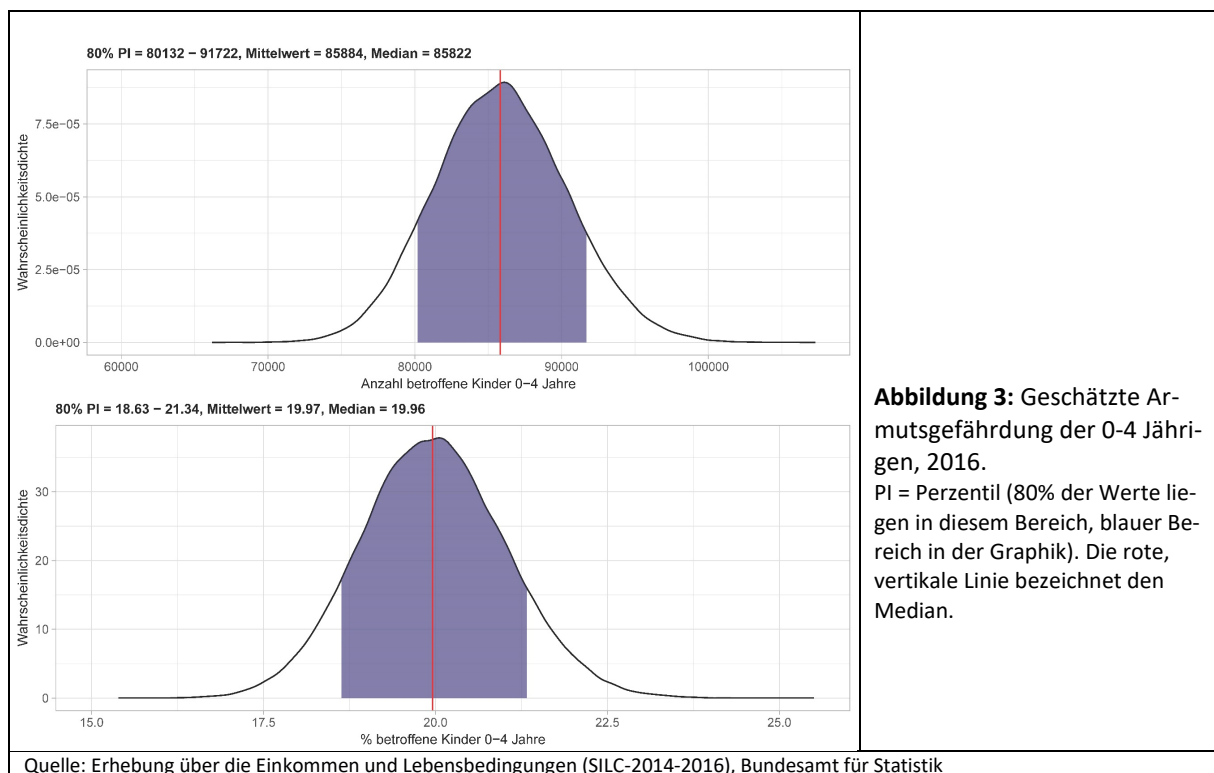 80% PI = 80132 − 91722, Mittelwert = 85884, Median = 85822
Wahrscheinlichkeitsdichte
7.5e−05
5.0e−05
2.5e−05
0.0e+00
60000
70000
80000
90000
100000
Anzahl betroffene Kinder 0−4 Jahre
80% PI = 18.63 − 21.34, Mittelwert = 19.97, Median = 19.96
Wahrscheinlichkeitsdichte
30
20
10
0
15.0
17.5
20.0
22.5
25.0
% betroffene Kinder 0−4 Jahre
Abbildung 3: Geschätzte Ar-
mutsgefährdung der 0-4 Jähri-
gen, 2016.
PI = Perzentil (80% der Werte lie-
gen in diesem Bereich, blauer Be-
reich in der Graphik). Die rote,
vertikale Linie bezeichnet den
Median.
Quelle: Erhebung über die Einkommen und Lebensbedingungen (SILC-2014-2016), Bundesamt für Statistik